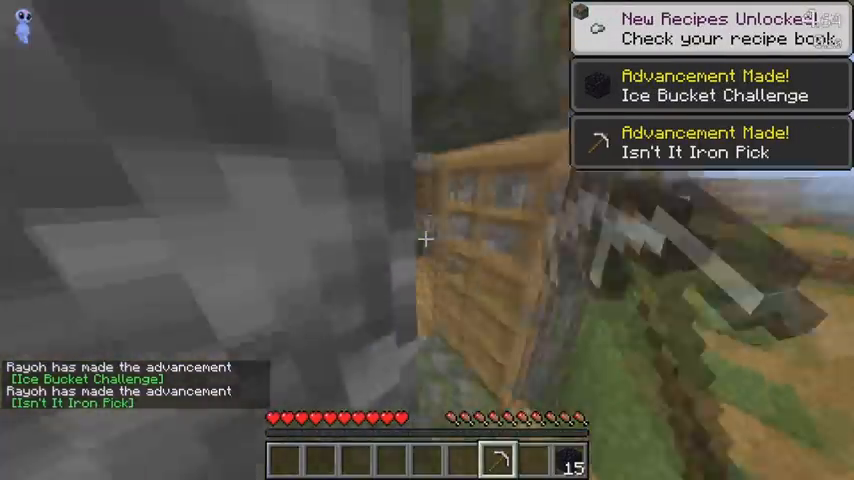 New Recipes Unlocked!
Check your recipe book
Advancement Made!
Ice Bucket Challenge
Advancement Made!
Isn't It Iron Pick
Rayoh has made the advancement
[Ice Bucket Challenge]
Rayoh has made the advancement
[Isn't It Iron Pick]
15